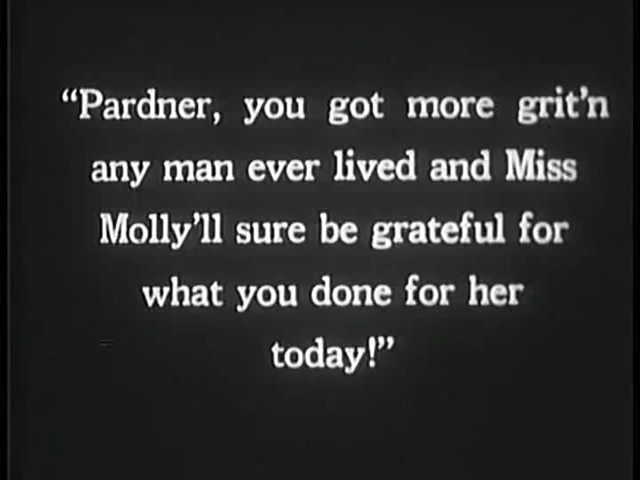 “Pardner, you got more grit'n
any man ever lived and Miss
Molly'll sure be grateful for
what you done for her
today!”